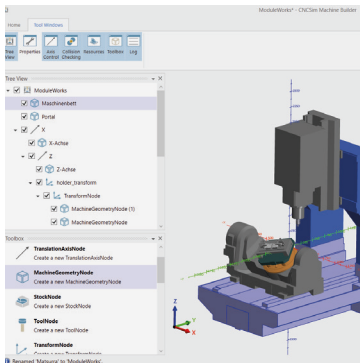 ModuleWorks* - CNCSim Machine Builder
Home Tool Windows
Tree View Properties Axis Control Collision Checking Resources Toolbox Log
Tree View
ModuleWorks
Maschinenbett
Portal
X
X-Achse
Z
Z-Achse
holder_transform
TransformNode
MachineGeometryNode (1)
MachineGeometryNode
Toolbox
TranslationAxisNode
Create a new TranslationAxisNode
MachineGeometryNode
Create a new MachineGeometryNode
StockNode
Create a new StockNode
ToolNode
Create a new ToolNode
TransformNode
Create a new TransformNode
Z
Y
X
Renamed 'Matsuura' to 'ModuleWorks'